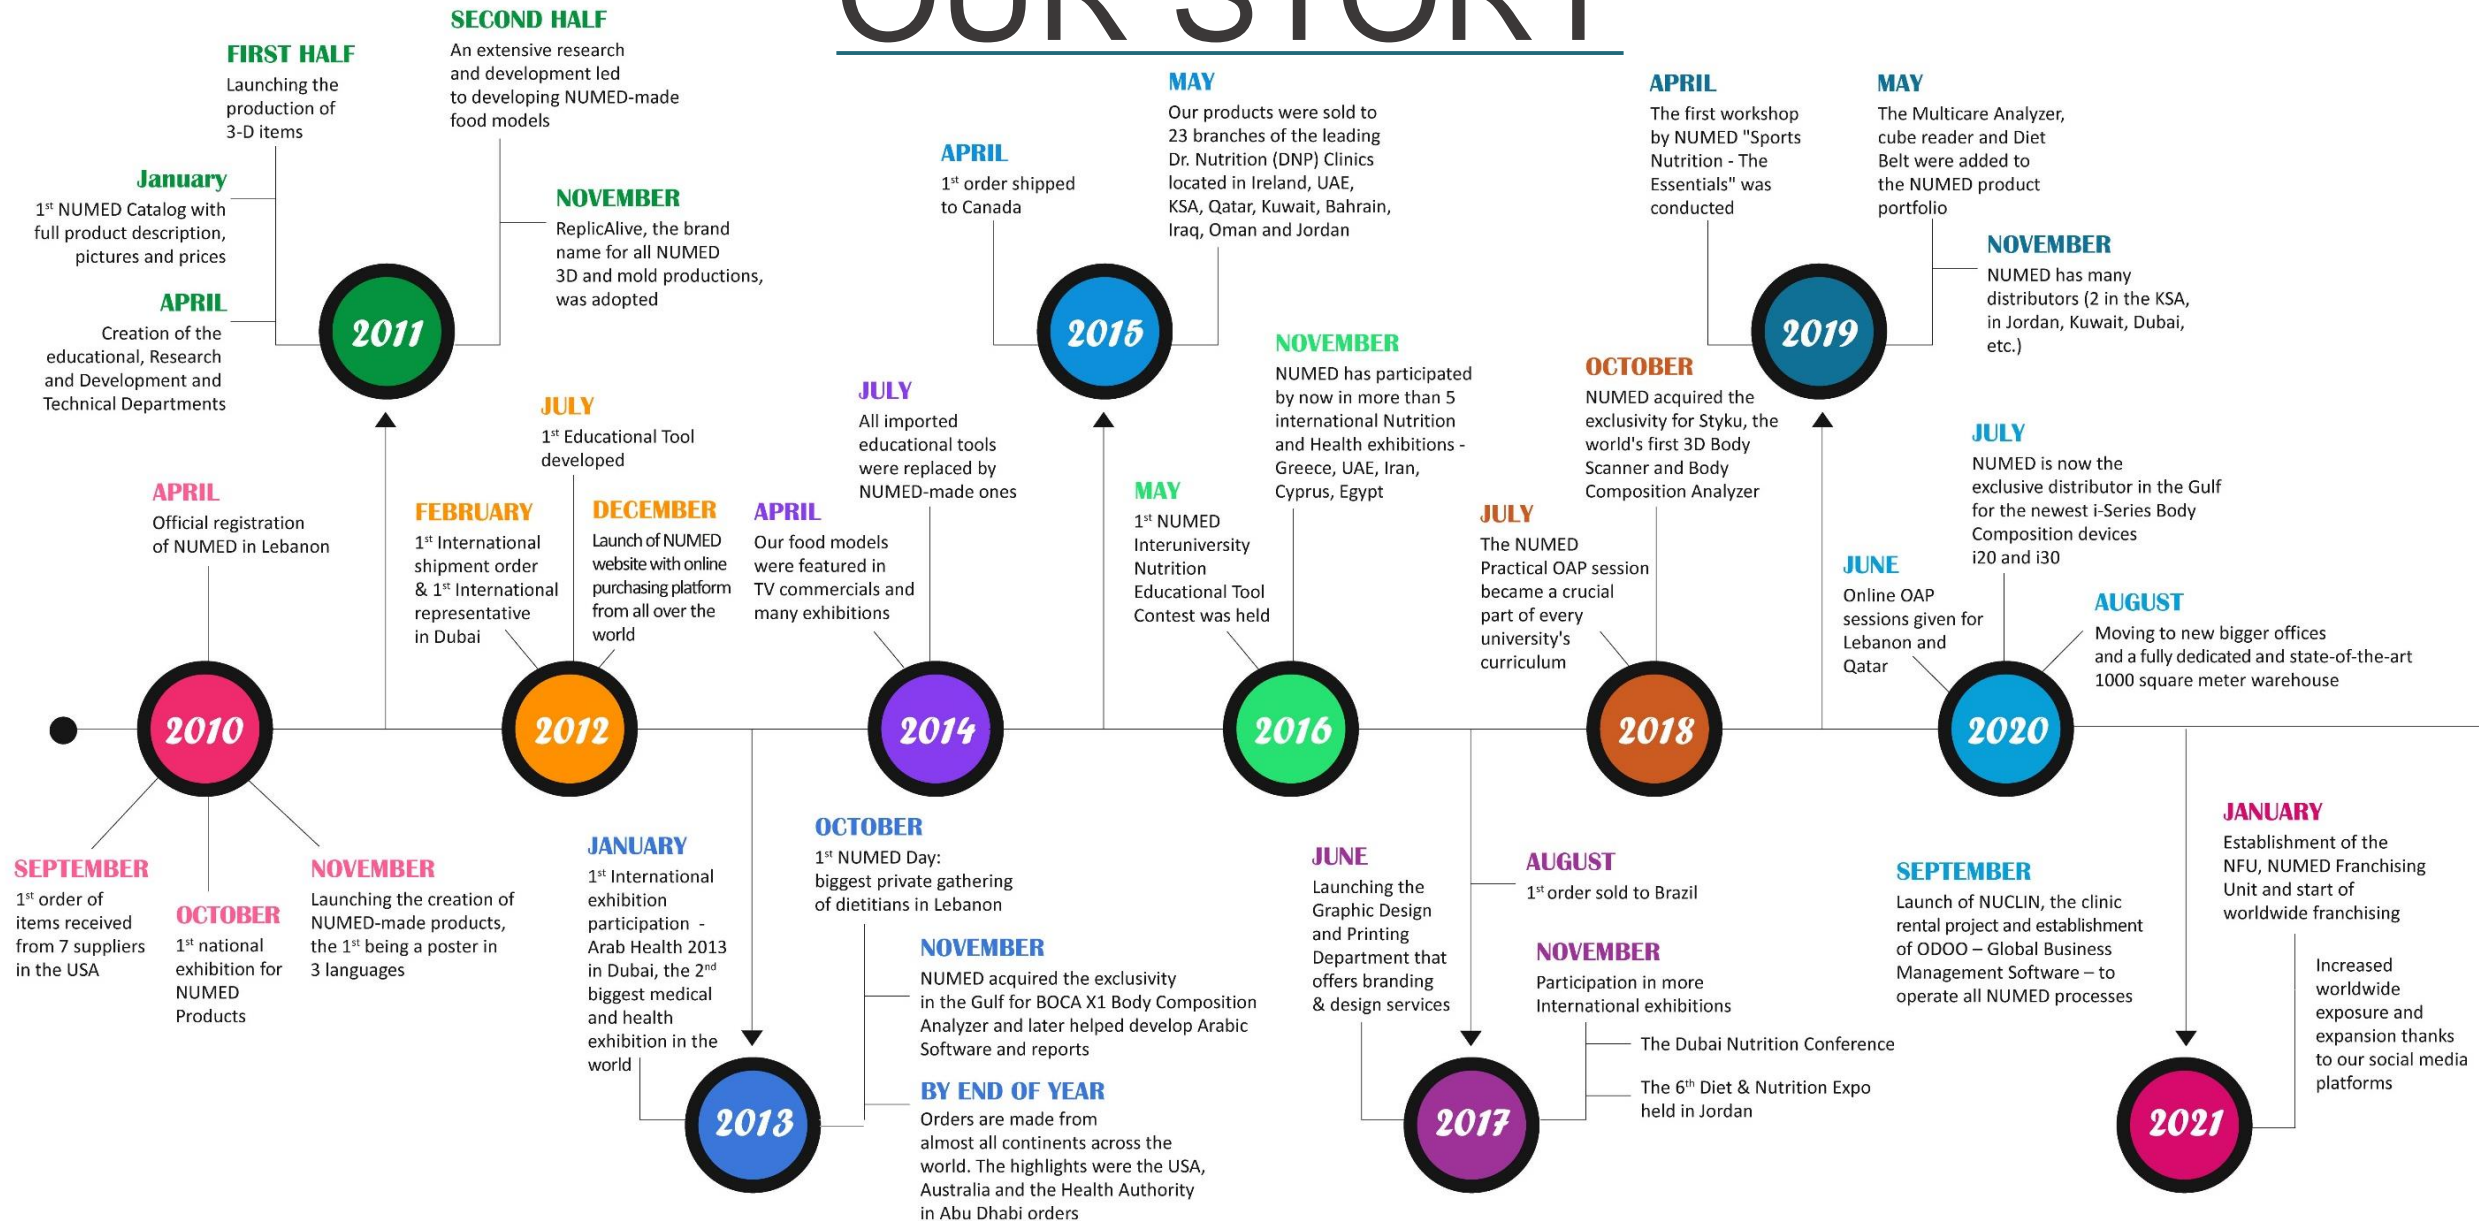 OUR STORY
SECOND HALF
An extensive research
and development led
to developing NUMED-made
food models
FIRST HALF
Launching the
production of
3-D items
January
1st NUMED Catalog with
full product description,
pictures and prices
NOVEMBER
ReplicAlive, the brand
name for all NUMED
3D and mold productions,
was adopted
APRIL
Creation of the
educational, Research
and Development and
Technical Departments
2011
APRIL
1st order shipped
to Canada
MAY
Our products were sold to
23 branches of the leading
Dr. Nutrition (DNP) Clinics
located in Ireland, UAE,
KSA, Qatar, Kuwait, Bahrain,
Iraq, Oman and Jordan
2015
APRIL
The first workshop
by NUMED "Sports
Nutrition - The
Essentials" was
conducted
MAY
The Multicare Analyzer,
cube reader and Diet
Belt were added to
the NUMED product
portfolio
NOVEMBER
NUMED has many
distributors (2 in the KSA,
in Jordan, Kuwait, Dubai,
etc.)
2019
APRIL
Official registration
of NUMED in Lebanon
2010
SEPTEMBER
1st order of
items received
from 7 suppliers
in the USA
OCTOBER
1st national
exhibition for
NUMED
Products
NOVEMBER
Launching the creation of
NUMED-made products,
the 1st being a poster in
3 languages
FEBRUARY
1st International
shipment order
& 1st International
representative
in Dubai
JULY
1st Educational Tool
developed
DECEMBER
Launch of NUMED
website with online
purchasing platform
from all over the
world
2012
JANUARY
1st International
exhibition
participation -
Arab Health 2013
in Dubai, the 2nd
biggest medical
and health
exhibition in the
world
2013
OCTOBER
1st NUMED Day:
biggest private gathering
of dietitians in Lebanon
NOVEMBER
NUMED acquired the exclusivity
in the Gulf for BOCA X1 Body Composition
Analyzer and later helped develop Arabic
Software and reports
BY END OF YEAR
Orders are made from
almost all continents across the
world. The highlights were the USA,
Australia and the Health Authority
in Abu Dhabi orders
APRIL
Our food models
were featured in
TV commercials and
many exhibitions
JULY
All imported
educational tools
were replaced by
NUMED-made ones
2014
MAY
1st NUMED
Interuniversity
Nutrition
Educational Tool
Contest was held
NOVEMBER
NUMED has participated
by now in more than 5
international Nutrition
and Health exhibitions -
Greece, UAE, Iran,
Cyprus, Egypt
2016
JUNE
Launching the
Graphic Design
and Printing
Department that
offers branding
& design services
2017
AUGUST
1st order sold to Brazil
NOVEMBER
Participation in more
International exhibitions
The Dubai Nutrition Conference
The 6th Diet & Nutrition Expo
held in Jordan
JULY
The NUMED
Practical OAP session
became a crucial
part of every
university's
curriculum
OCTOBER
NUMED acquired the
exclusivity for Styku, the
world's first 3D Body
Scanner and Body
Composition Analyzer
2018
JUNE
Online OAP
sessions given for
Lebanon and
Qatar
JULY
NUMED is now the
exclusive distributor in the Gulf
for the newest i-Series Body
Composition devices
i20 and i30
AUGUST
Moving to new bigger offices
and a fully dedicated and state-of-the-art
1000 square meter warehouse
2020
SEPTEMBER
Launch of NUCLIN, the clinic
rental project and establishment
of ODOO – Global Business
Management Software – to
operate all NUMED processes
JANUARY
Establishment of the
NFU, NUMED Franchising
Unit and start of
worldwide franchising
Increased
worldwide
exposure and
expansion thanks
to our social media
platforms
2021